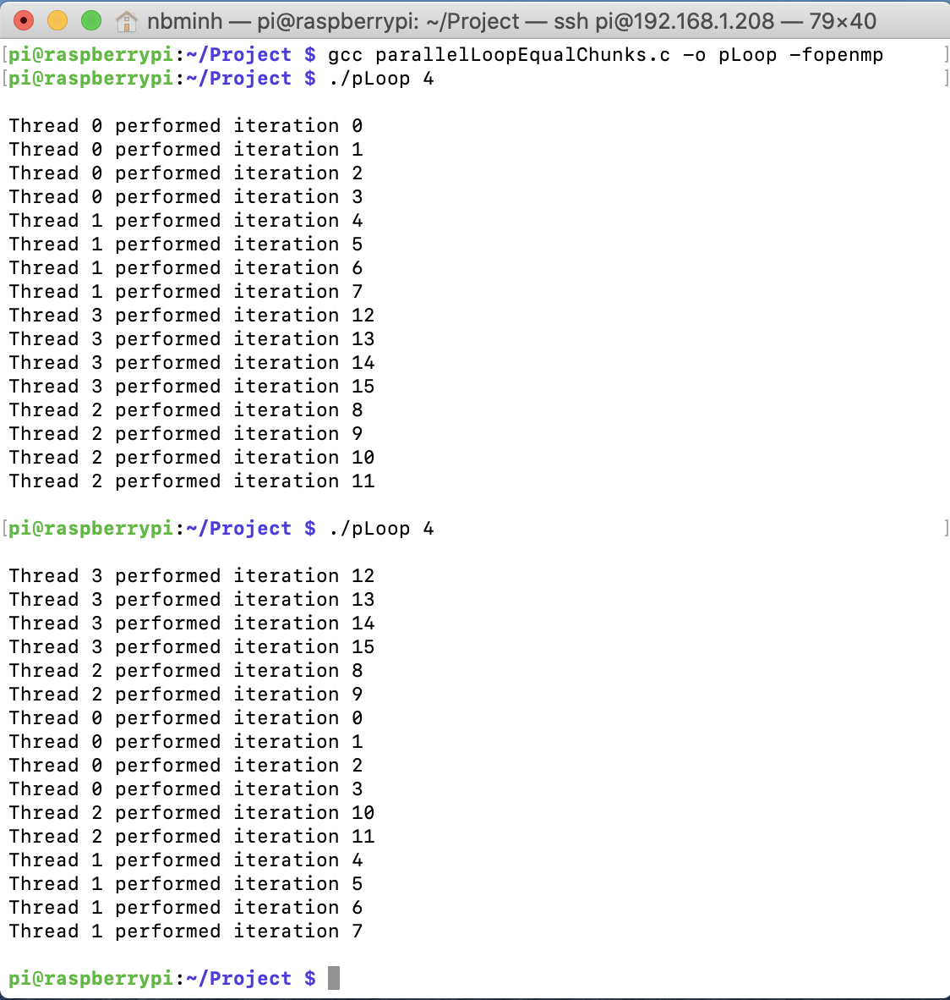 nbminh — pi@raspberrypi: ~/Project — ssh pi@192.168.1.208 — 79×40
[pi@raspberrypi:~/Project $ gcc parallelLoopEqualChunks.c -o pLoop -fopenmp ]
[pi@raspberrypi:~/Project $ ./pLoop 4 ]
Thread 0 performed iteration 0
Thread 0 performed iteration 1
Thread 0 performed iteration 2
Thread 0 performed iteration 3
Thread 1 performed iteration 4
Thread 1 performed iteration 5
Thread 1 performed iteration 6
Thread 1 performed iteration 7
Thread 3 performed iteration 12
Thread 3 performed iteration 13
Thread 3 performed iteration 14
Thread 3 performed iteration 15
Thread 2 performed iteration 8
Thread 2 performed iteration 9
Thread 2 performed iteration 10
Thread 2 performed iteration 11
[pi@raspberrypi:~/Project $ ./pLoop 4 ]
Thread 3 performed iteration 12
Thread 3 performed iteration 13
Thread 3 performed iteration 14
Thread 3 performed iteration 15
Thread 2 performed iteration 8
Thread 2 performed iteration 9
Thread 0 performed iteration 0
Thread 0 performed iteration 1
Thread 0 performed iteration 2
Thread 0 performed iteration 3
Thread 2 performed iteration 10
Thread 2 performed iteration 11
Thread 1 performed iteration 4
Thread 1 performed iteration 5
Thread 1 performed iteration 6
Thread 1 performed iteration 7
pi@raspberrypi:~/Project $